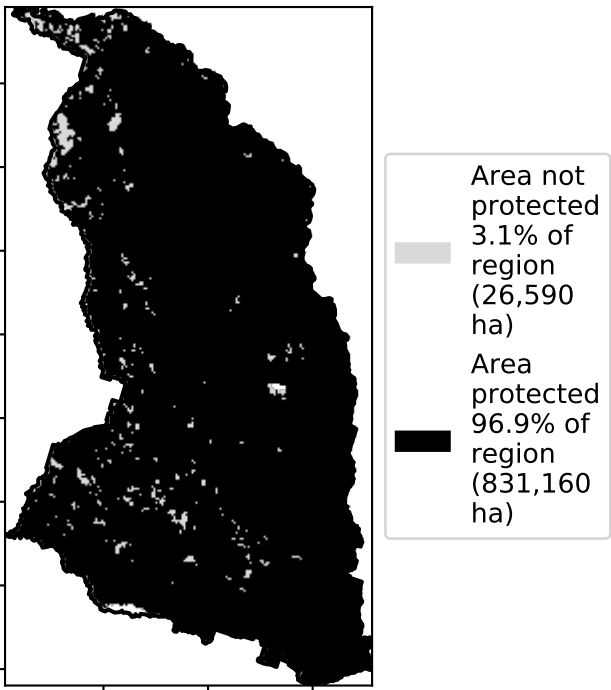 Area not
protected
3.1% of
region
(26,590
ha)
Area
protected
96.9% of
region
(831,160
ha)